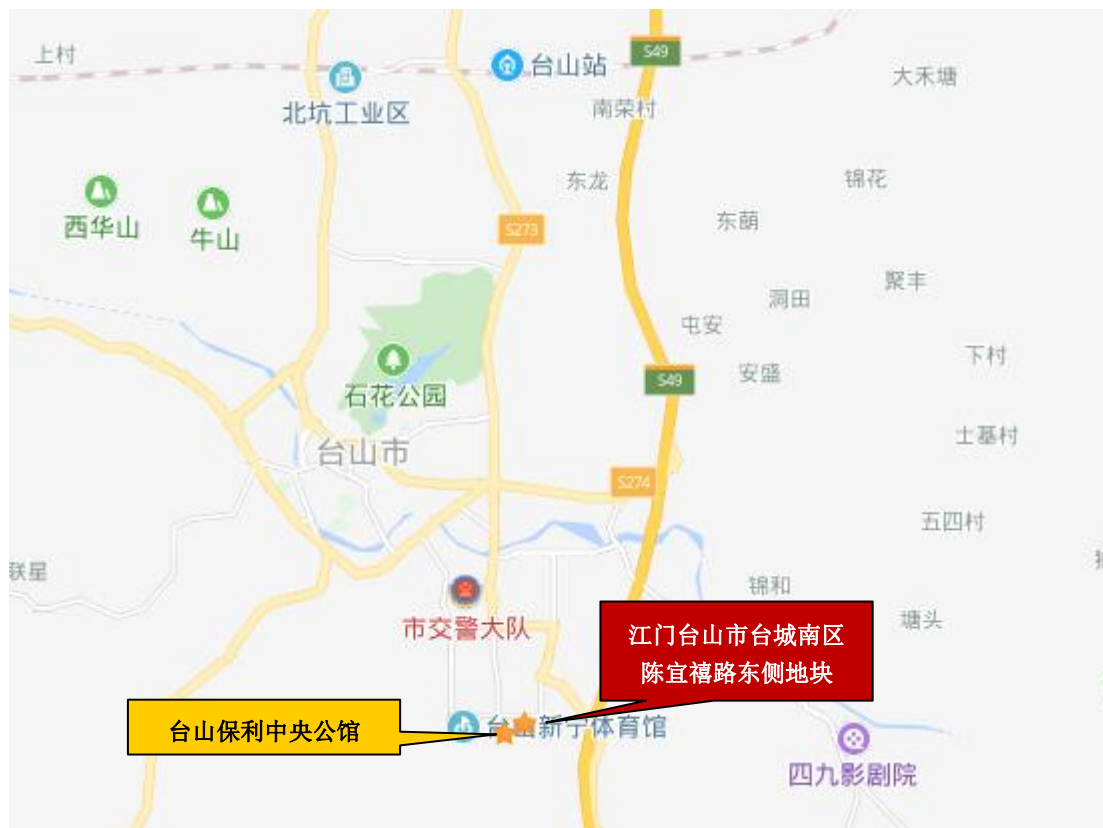 上村
S49
台山站
大禾塘
北坑工业区
南荣村
东龙
锦花
西华山
牛山
S273
东蓢
聚丰
洞田
屯安
下村
S49
安盛
石花公园
台山市
士基村
S274
五四村
联星
锦和
市交警大队
塘头
江门台山市台城南区
陈宜禧路东侧地块
台山保利中央公馆
台山新宁体育馆
四九影剧院